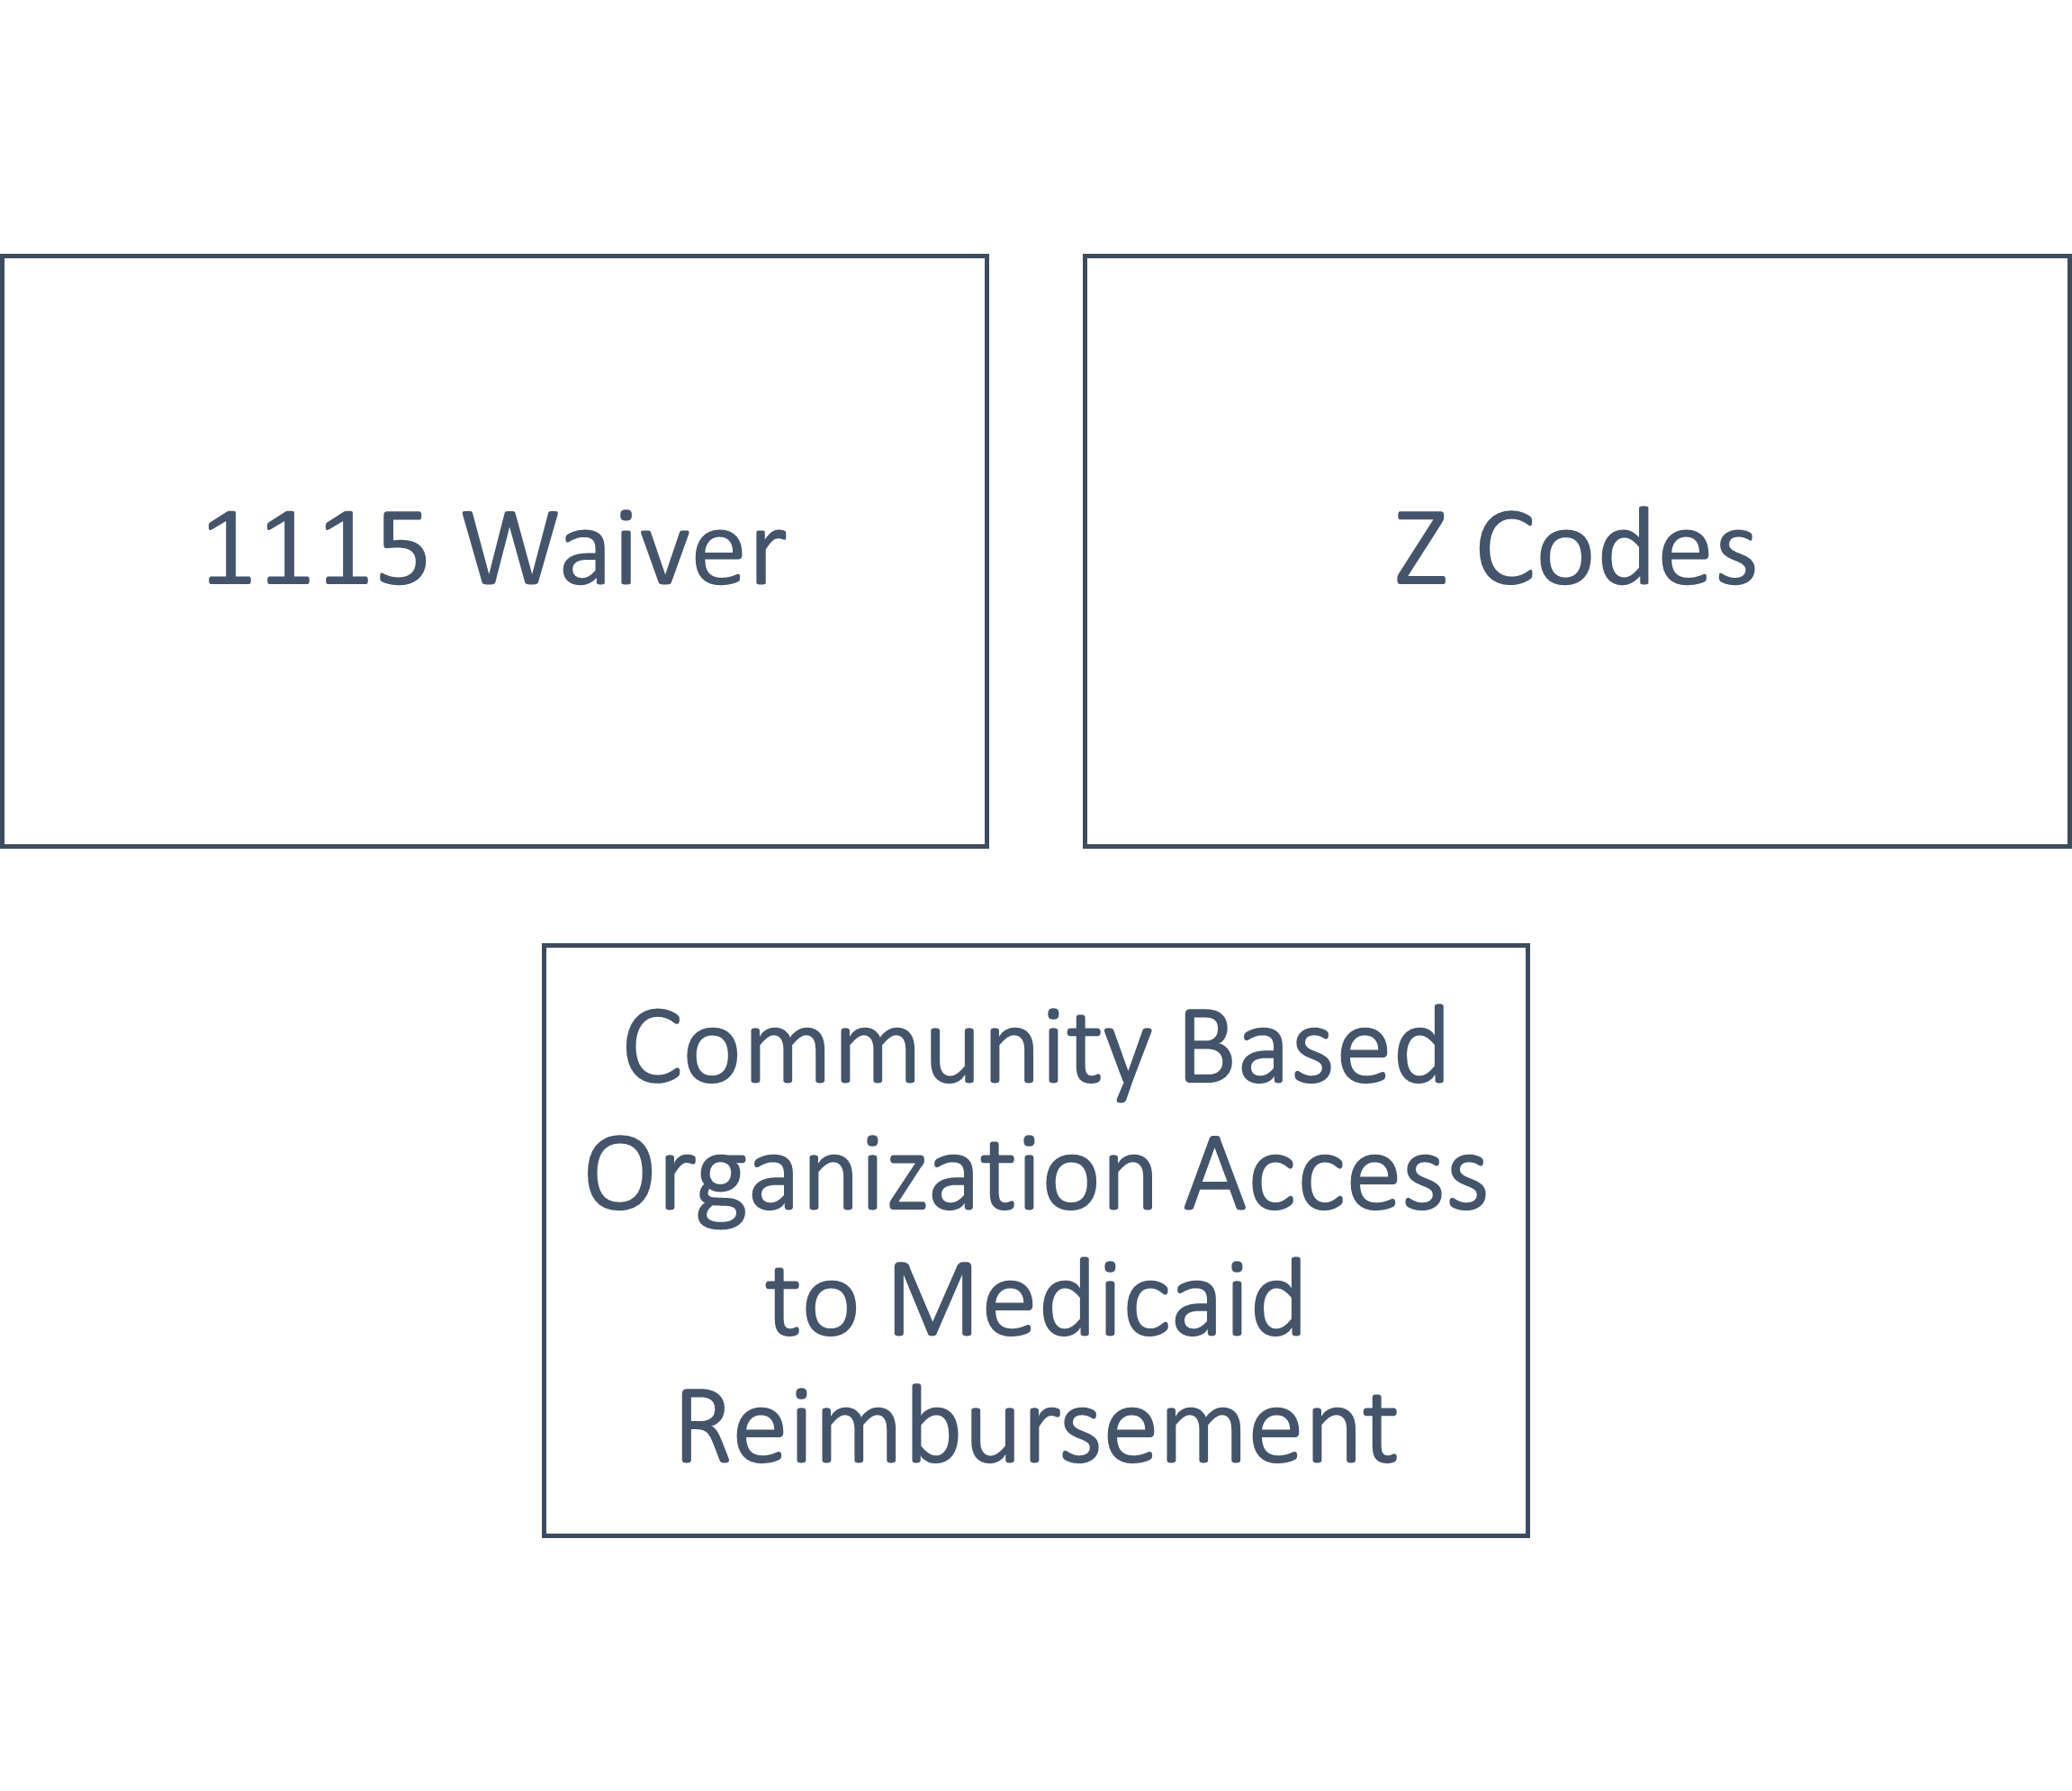 1115 Waiver
Z Codes
Community Based
Organization Access
to Medicaid
Reimbursement